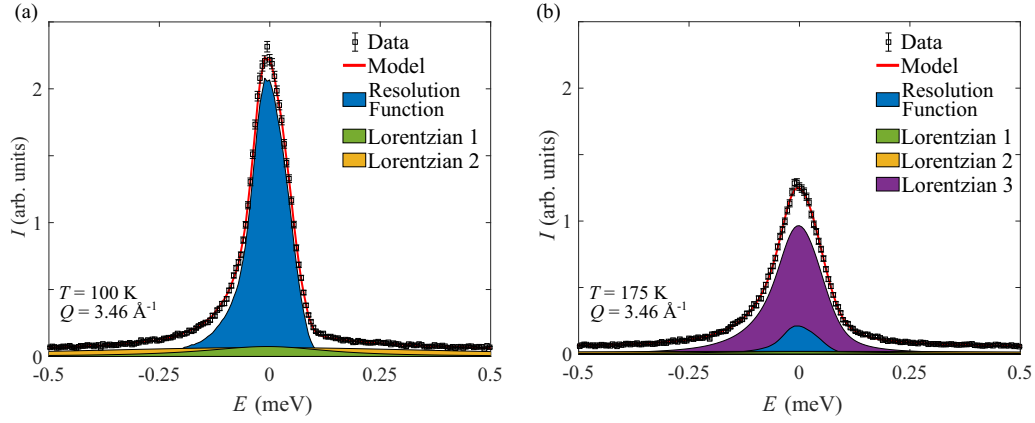 (a)
Data
Model
Resolution
Function
Lorentzian 1
Lorentzian 2
T = 100 K
Q = 3.46 Å⁻¹
I (arb. units)
0
1
2
-0.5
-0.25
0
0.25
0.5
E (meV)
(b)
Data
Model
Resolution
Function
Lorentzian 1
Lorentzian 2
Lorentzian 3
T = 175 K
Q = 3.46 Å⁻¹
I (arb. units)
0
1
2
-0.5
-0.25
0
0.25
0.5
E (meV)